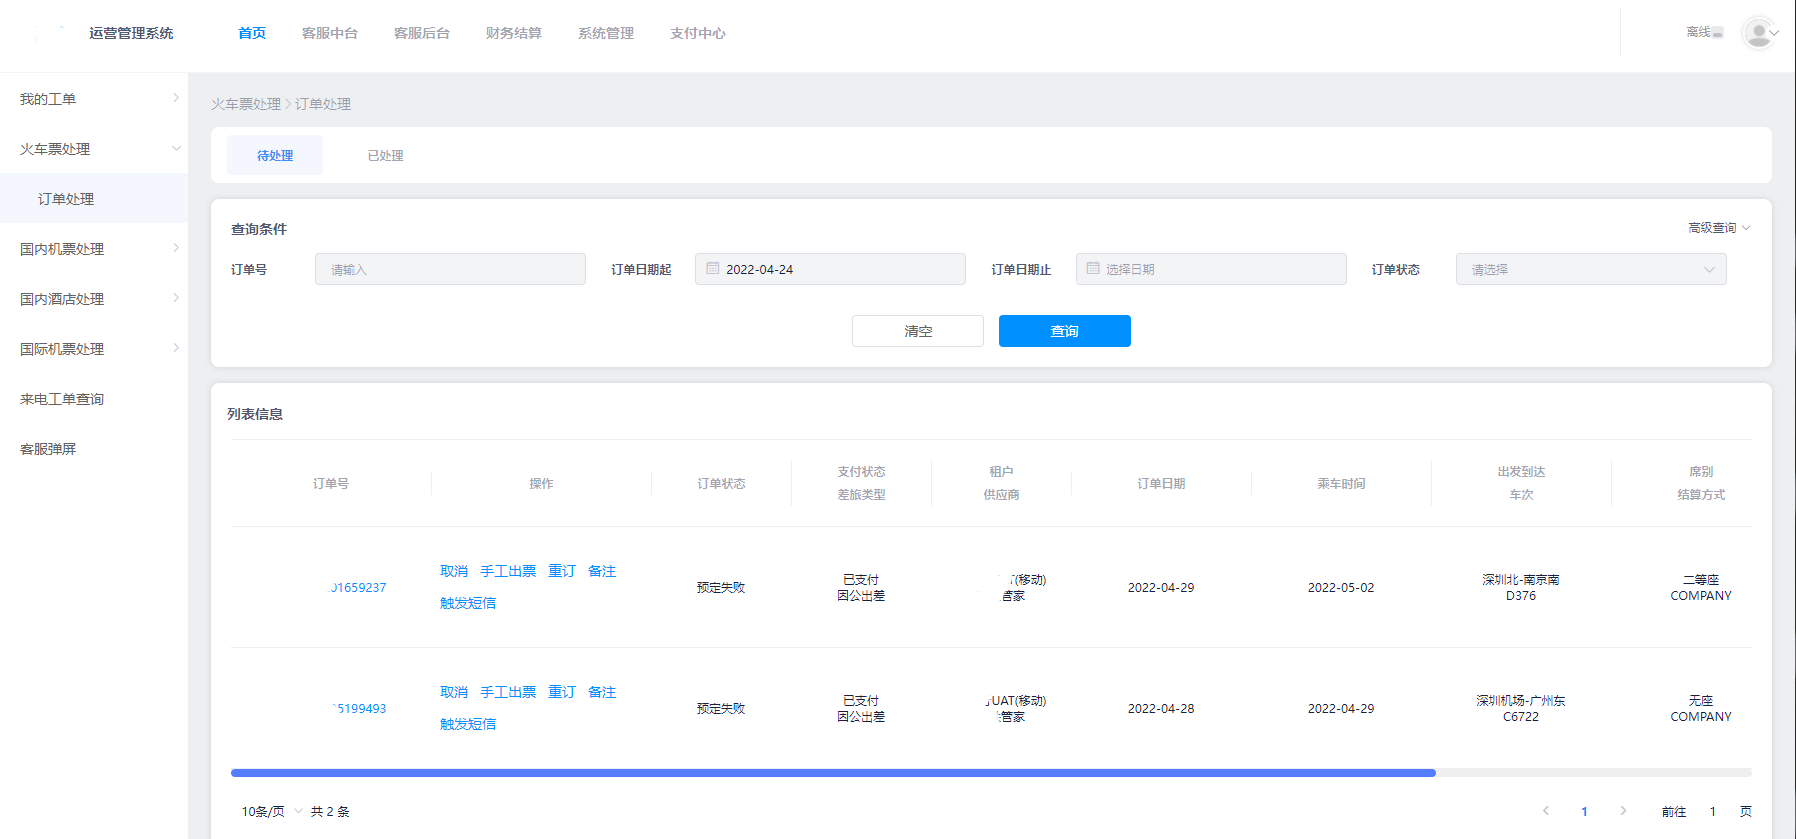 运营管理系统 首页 客服中台 客服后台 财务结算 系统管理 支付中心 离线
我的工单
火车票处理
订单处理
国内机票处理
国内酒店处理
国际机票处理
来电工单查询
客服弹屏
火车票处理 > 订单处理
待处理 已处理
查询条件 高级查询
订单号 请输入 订单日期起 2022-04-24 订单日期止 选择日期 订单状态 请选择
清空 查询
列表信息
订单号 操作 订单状态 支付状态 租户 订单日期 乘车时间 出发到达 席别
差旅类型 供应商 车次 结算方式
取消 手工出票 重订 备注
触发短信
01659237 预定失败 已支付 (移动) 2022-04-29 2022-05-02 深圳北-南京南 二等座
因公出差 管家 D376 COMPANY
取消 手工出票 重订 备注
触发短信
5199493 预定失败 已支付 UAT(移动) 2022-04-28 2022-04-29 深圳机场-广州东 无座
因公出差 管家 C6722 COMPANY
10条/页 共 2 条 1 前往 1 页